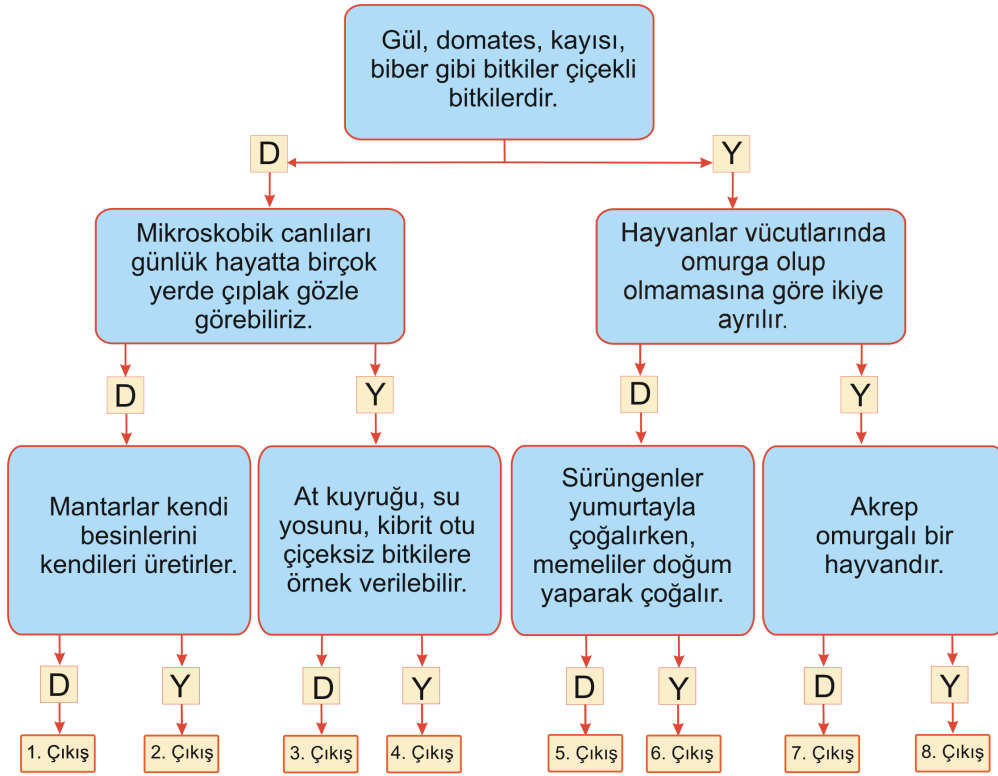 Gül, domates, kayısı,
biber gibi bitkiler çiçekli
bitkilerdir.
D
Y
Mikroskobik canlıları
günlük hayatta birçok
yerde çıplak gözle
görebiliriz.
Hayvanlar vücutlarında
omurga olup
olmamasına göre ikiye
ayrılır.
D
Y
D
Y
Mantarlar kendi
besinlerini
kendileri üretirler.
At kuyruğu, su
yosunu, kibrit otu
çiçeksiz bitkilere
örnek verilebilir.
Sürüngenler
yumurtayla
çoğalırken,
memeliler doğum
yaparak çoğalır.
Akrep
omurgalı bir
hayvandır.
D
Y
D
Y
D
Y
D
Y
1. Çıkış
2. Çıkış
3. Çıkış
4. Çıkış
5. Çıkış
6. Çıkış
7. Çıkış
8. Çıkış